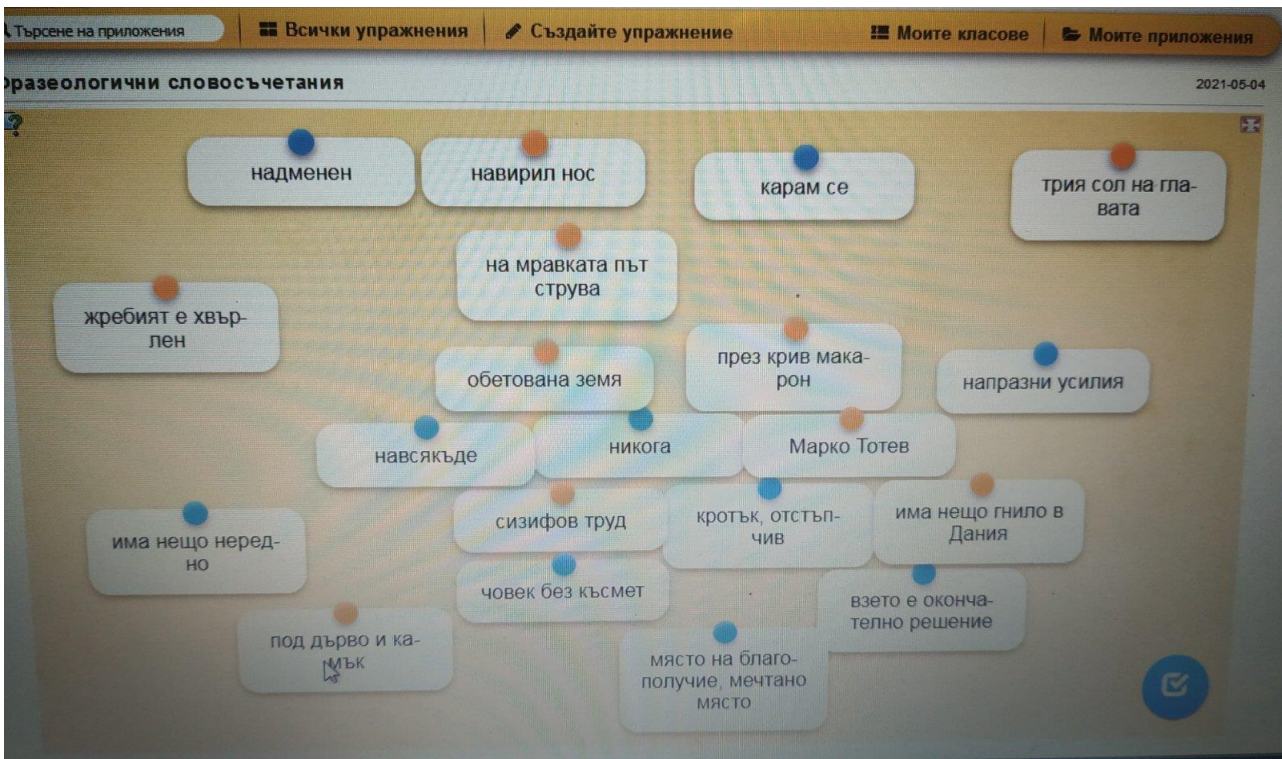 Търсене на приложения
Всички упражнения
Създайте упражнение
Моите класове
Моите приложения
разеологични словосъчетания
2021-05-04
надменен
навирил нос
карам се
трия сол на гла-
вата
на мравката път
струва
жребият е хвър-
лен
през крив мака-
рон
обетована земя
напразни усилия
навсякъде
никога
Марко Тотев
сизифов труд
кротък, отстъп-
чив
има нещо гнило в
Дания
има нещо неред-
но
човек без късмет
взето е оконча-
телно решение
под дърво и ка-
мък
място на благо-
получие, мечтано
място